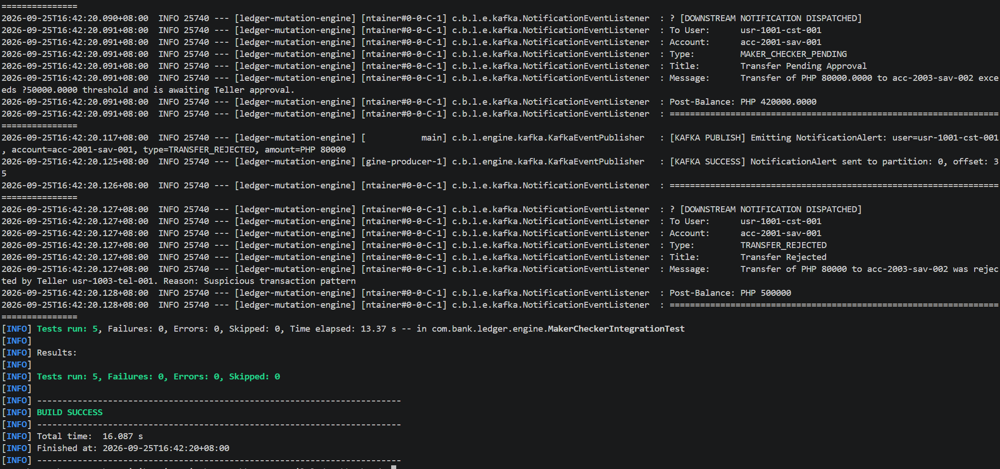 ===============
2026-09-25T16:42:20.090+08:00  INFO 25740 --- [ledger-mutation-engine] [ntainer#0-0-C-1] c.b.l.e.kafka.NotificationEventListener  : ? [DOWNSTREAM NOTIFICATION DISPATCHED]
2026-09-25T16:42:20.091+08:00  INFO 25740 --- [ledger-mutation-engine] [ntainer#0-0-C-1] c.b.l.e.kafka.NotificationEventListener  : To User:      usr-1001-cst-001
2026-09-25T16:42:20.091+08:00  INFO 25740 --- [ledger-mutation-engine] [ntainer#0-0-C-1] c.b.l.e.kafka.NotificationEventListener  : Account:      acc-2001-sav-001
2026-09-25T16:42:20.091+08:00  INFO 25740 --- [ledger-mutation-engine] [ntainer#0-0-C-1] c.b.l.e.kafka.NotificationEventListener  : Type:         MAKER_CHECKER_PENDING
2026-09-25T16:42:20.091+08:00  INFO 25740 --- [ledger-mutation-engine] [ntainer#0-0-C-1] c.b.l.e.kafka.NotificationEventListener  : Title:        Transfer Pending Approval
2026-09-25T16:42:20.091+08:00  INFO 25740 --- [ledger-mutation-engine] [ntainer#0-0-C-1] c.b.l.e.kafka.NotificationEventListener  : Message:      Transfer of PHP 80000.0000 to acc-2003-sav-002 exce
eds ?50000.0000 threshold and is awaiting Teller approval.
2026-09-25T16:42:20.091+08:00  INFO 25740 --- [ledger-mutation-engine] [ntainer#0-0-C-1] c.b.l.e.kafka.NotificationEventListener  : Post-Balance: PHP 420000.0000
2026-09-25T16:42:20.091+08:00  INFO 25740 --- [ledger-mutation-engine] [ntainer#0-0-C-1] c.b.l.e.kafka.NotificationEventListener  : =================================================================
===============
2026-09-25T16:42:20.117+08:00  INFO 25740 --- [ledger-mutation-engine] [           main] c.b.l.engine.kafka.KafkaEventPublisher   : [KAFKA PUBLISH] Emitting NotificationAlert: user=usr-1001-cst-001
, account=acc-2001-sav-001, type=TRANSFER_REJECTED, amount=PHP 80000
2026-09-25T16:42:20.125+08:00  INFO 25740 --- [ledger-mutation-engine] [gine-producer-1] c.b.l.engine.kafka.KafkaEventPublisher   : [KAFKA SUCCESS] NotificationAlert sent to partition: 0, offset: 3
5
2026-09-25T16:42:20.126+08:00  INFO 25740 --- [ledger-mutation-engine] [ntainer#0-0-C-1] c.b.l.e.kafka.NotificationEventListener  : =================================================================
===============
2026-09-25T16:42:20.127+08:00  INFO 25740 --- [ledger-mutation-engine] [ntainer#0-0-C-1] c.b.l.e.kafka.NotificationEventListener  : ? [DOWNSTREAM NOTIFICATION DISPATCHED]
2026-09-25T16:42:20.127+08:00  INFO 25740 --- [ledger-mutation-engine] [ntainer#0-0-C-1] c.b.l.e.kafka.NotificationEventListener  : To User:      usr-1001-cst-001
2026-09-25T16:42:20.127+08:00  INFO 25740 --- [ledger-mutation-engine] [ntainer#0-0-C-1] c.b.l.e.kafka.NotificationEventListener  : Account:      acc-2001-sav-001
2026-09-25T16:42:20.127+08:00  INFO 25740 --- [ledger-mutation-engine] [ntainer#0-0-C-1] c.b.l.e.kafka.NotificationEventListener  : Type:         TRANSFER_REJECTED
2026-09-25T16:42:20.127+08:00  INFO 25740 --- [ledger-mutation-engine] [ntainer#0-0-C-1] c.b.l.e.kafka.NotificationEventListener  : Title:        Transfer Rejected
2026-09-25T16:42:20.127+08:00  INFO 25740 --- [ledger-mutation-engine] [ntainer#0-0-C-1] c.b.l.e.kafka.NotificationEventListener  : Message:      Transfer of PHP 80000 to acc-2003-sav-002 was rejec
ted by Teller usr-1003-tel-001. Reason: Suspicious transaction pattern
2026-09-25T16:42:20.128+08:00  INFO 25740 --- [ledger-mutation-engine] [ntainer#0-0-C-1] c.b.l.e.kafka.NotificationEventListener  : Post-Balance: PHP 500000
2026-09-25T16:42:20.128+08:00  INFO 25740 --- [ledger-mutation-engine] [ntainer#0-0-C-1] c.b.l.e.kafka.NotificationEventListener  : =================================================================
===============
[INFO] Tests run: 5, Failures: 0, Errors: 0, Skipped: 0, Time elapsed: 13.37 s -- in com.bank.ledger.engine.MakerCheckerIntegrationTest
[INFO]
[INFO] Results:
[INFO]
[INFO] Tests run: 5, Failures: 0, Errors: 0, Skipped: 0
[INFO]
[INFO] ------------------------------------------------------------------------
[INFO] BUILD SUCCESS
[INFO] ------------------------------------------------------------------------
[INFO] Total time:  16.087 s
[INFO] Finished at: 2026-09-25T16:42:20+08:00
[INFO] ------------------------------------------------------------------------